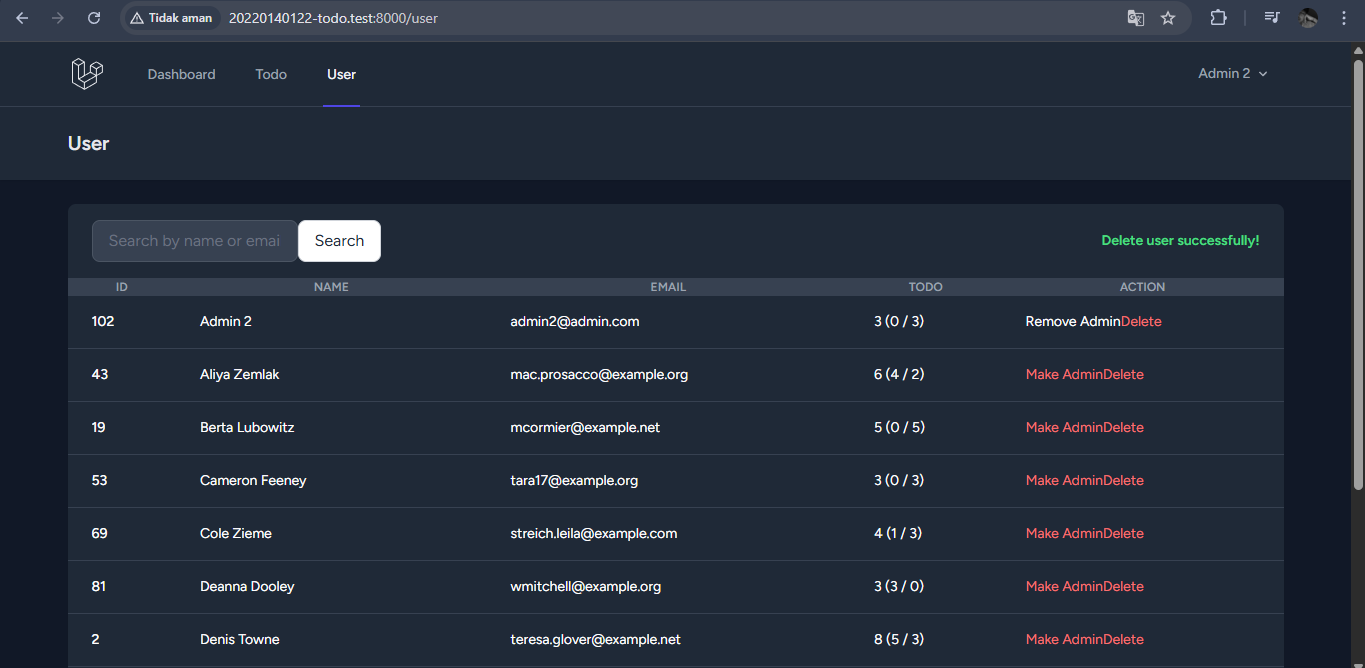 Tidak aman 20220140122-todo.test:8000/user
Dashboard Todo User Admin 2
User
Search by name or emai Search Delete user successfully!
ID NAME EMAIL TODO ACTION
102 Admin 2 admin2@admin.com 3 (0 / 3) Remove AdminDelete
43 Aliya Zemlak mac.prosacco@example.org 6 (4 / 2) Make AdminDelete
19 Berta Lubowitz mcormier@example.net 5 (0 / 5) Make AdminDelete
53 Cameron Feeney tara17@example.org 3 (0 / 3) Make AdminDelete
69 Cole Zieme streich.leila@example.com 4 (1 / 3) Make AdminDelete
81 Deanna Dooley wmitchell@example.org 3 (3 / 0) Make AdminDelete
2 Denis Towne teresa.glover@example.net 8 (5 / 3) Make AdminDelete